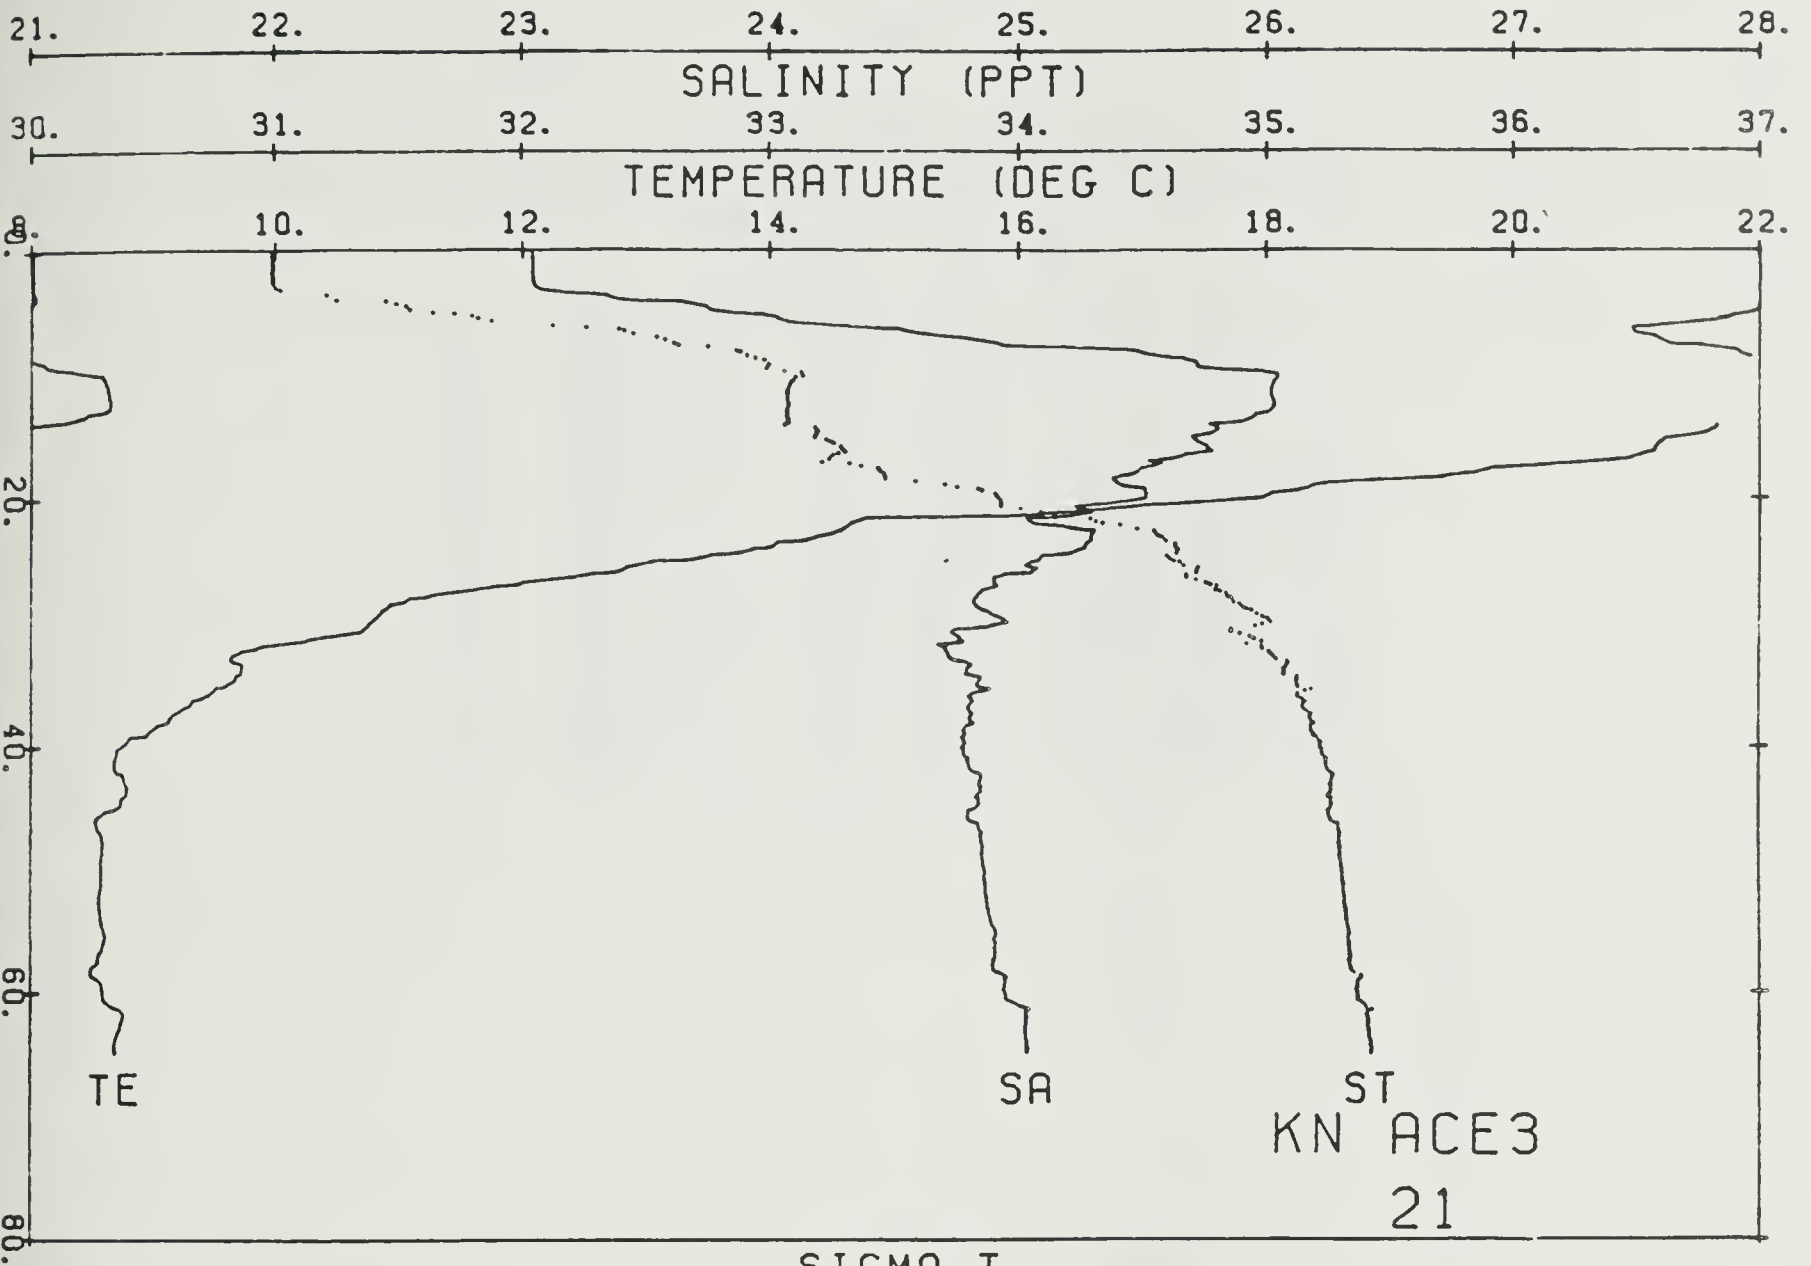 21. 22. 23. 24. 25. 26. 27. 28.
SALINITY (PPT)
30. 31. 32. 33. 34. 35. 36. 37.
TEMPERATURE (DEG C)
8. 10. 12. 14. 16. 18. 20. 22.
0.
20.
40.
60.
80.
TE SA ST
KN ACE3
21
SIGMA T